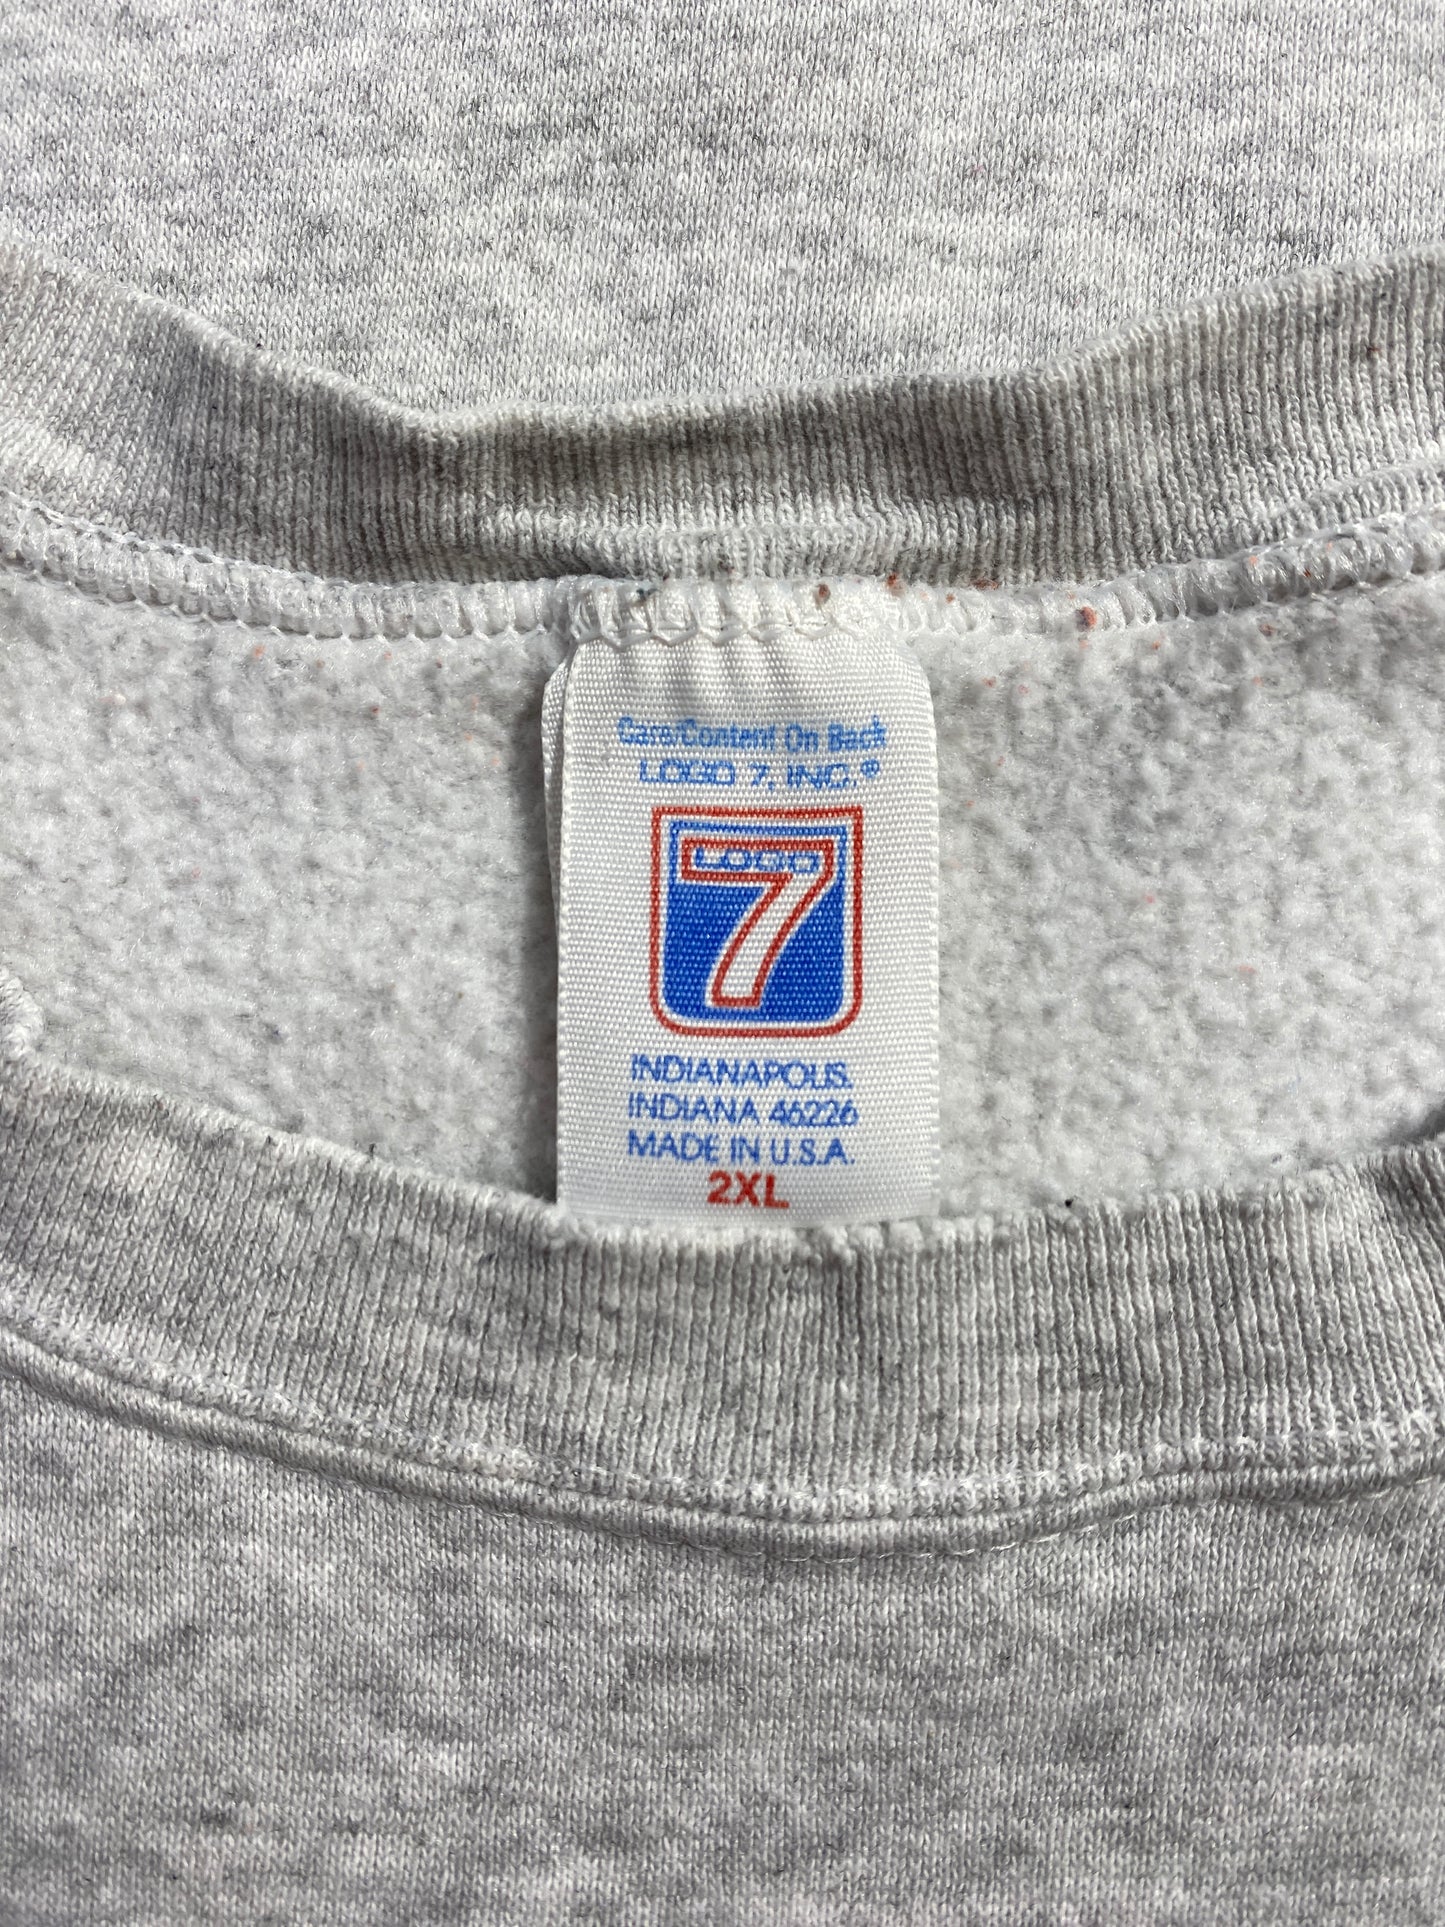 Care/Content On Back
LOGO 7, INC.®
LOGO
7
INDIANAPOLIS,
INDIANA 46226
MADE IN U.S.A.
2XL